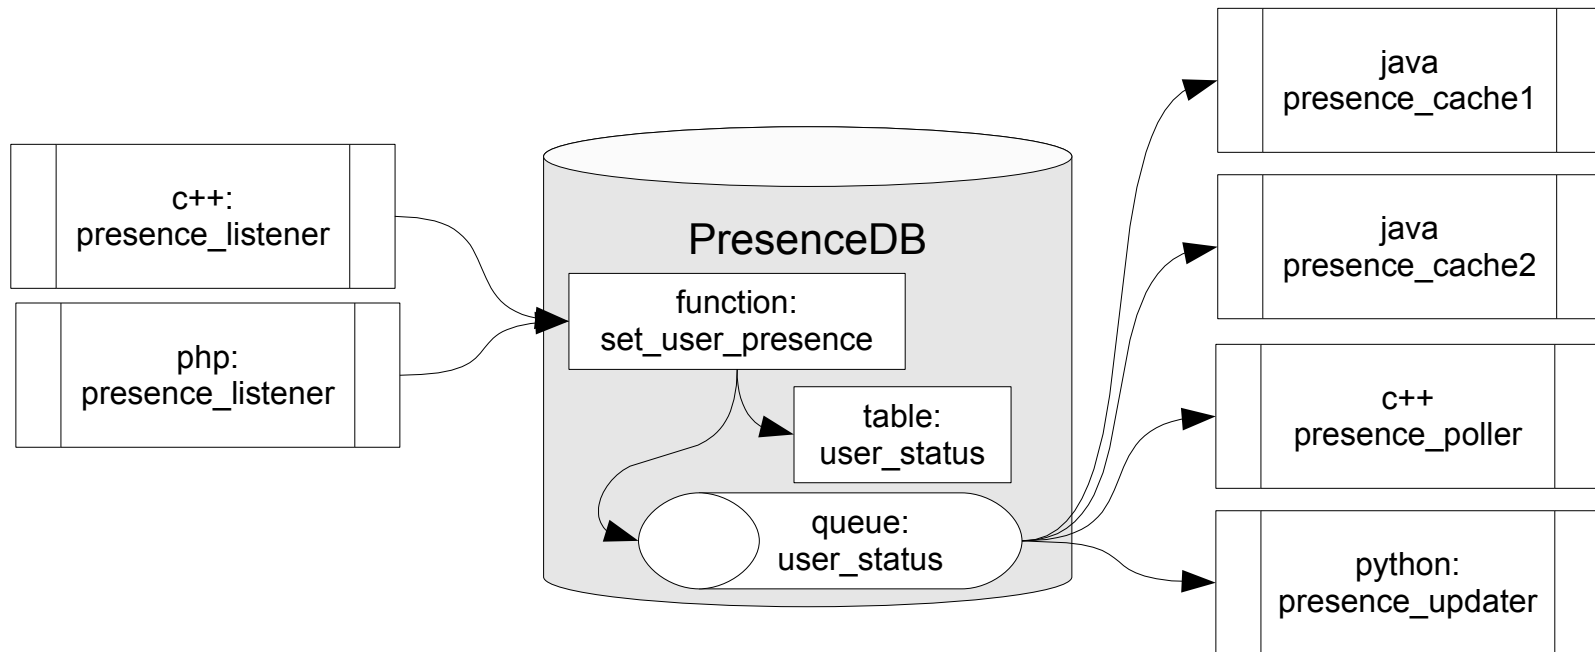 c++:
presence_listener
php:
presence_listener
PresenceDB
function:
set_user_presence
table:
user_status
queue:
user_status
java
presence_cache1
java
presence_cache2
c++
presence_poller
python:
presence_updater